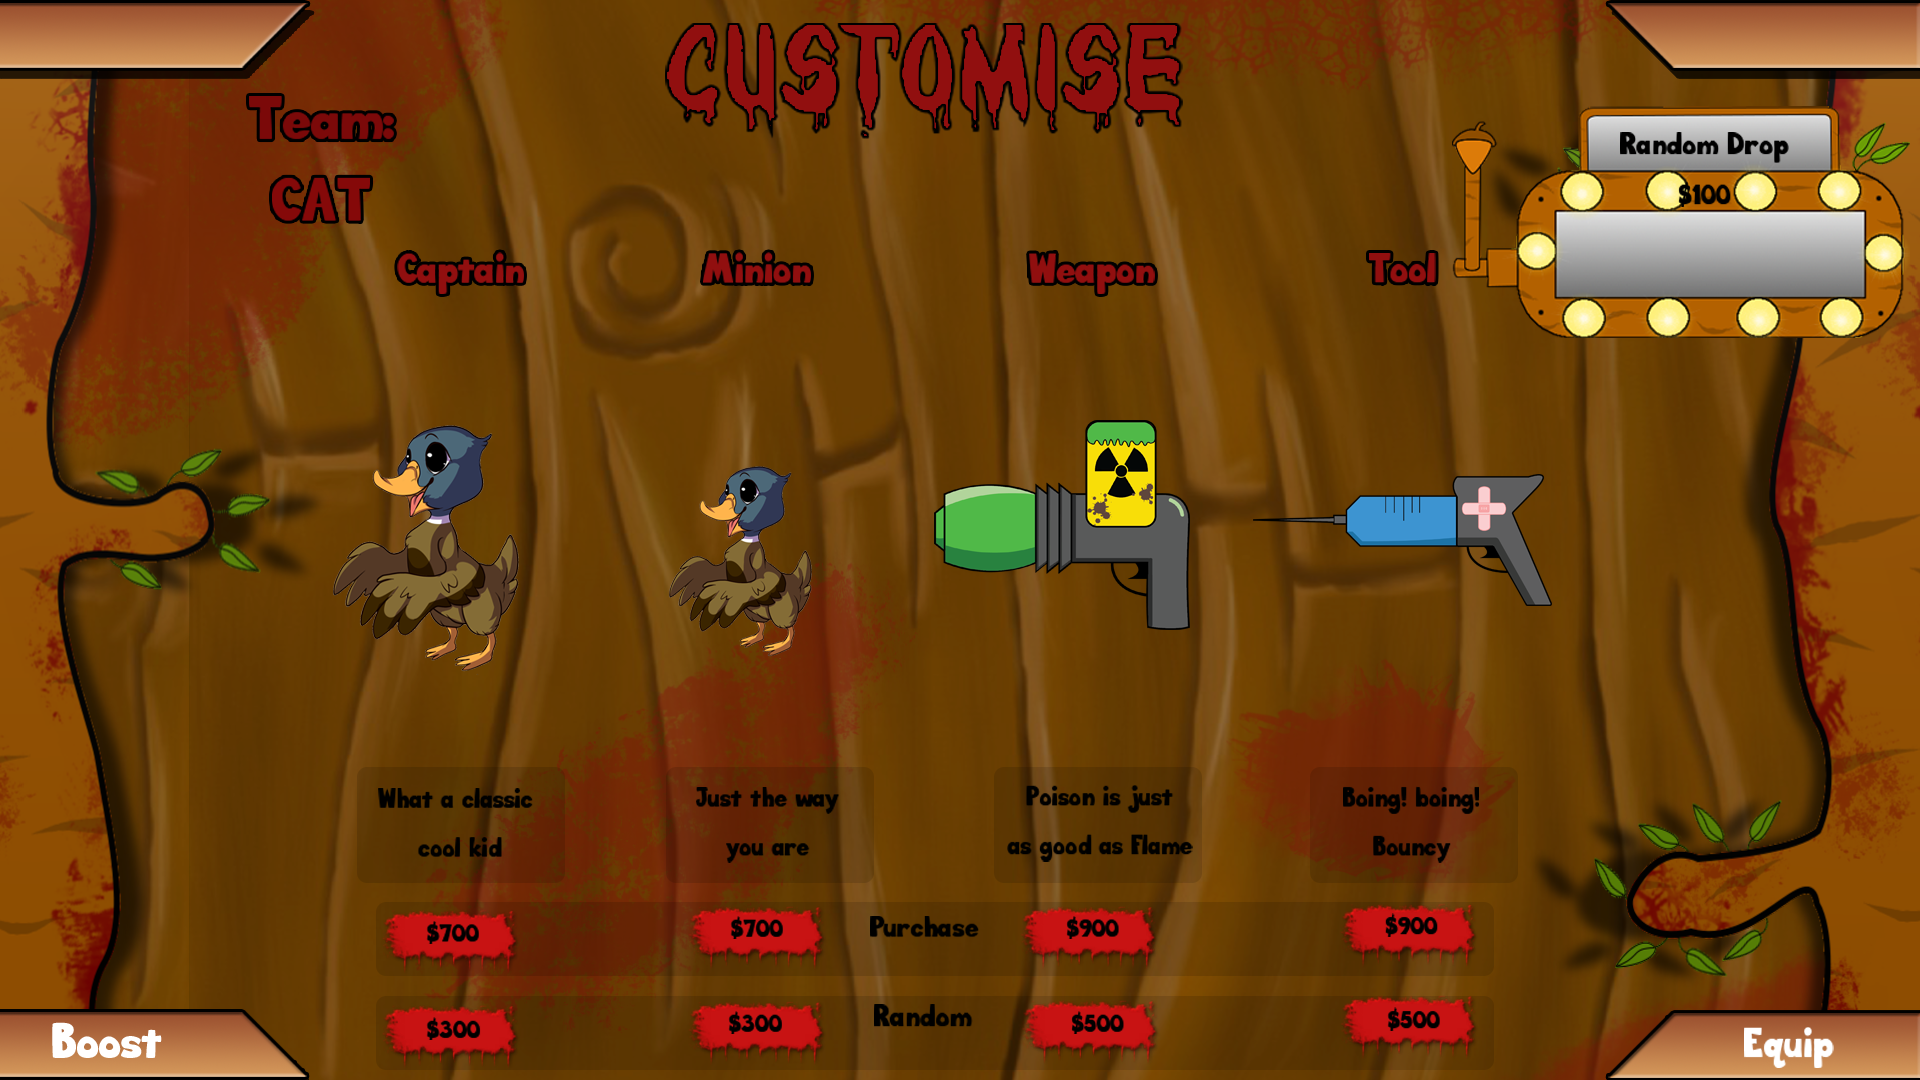 CUSTOMISE
Team:
CAT
Random Drop
$100
Captain
Minion
Weapon
Tool
What a classic
cool kid
Just the way
you are
Poison is just
as good as Flame
Boing! boing!
Bouncy
$700
$700
Purchase
$900
$900
$300
$300
Random
$500
$500
Boost
Equip